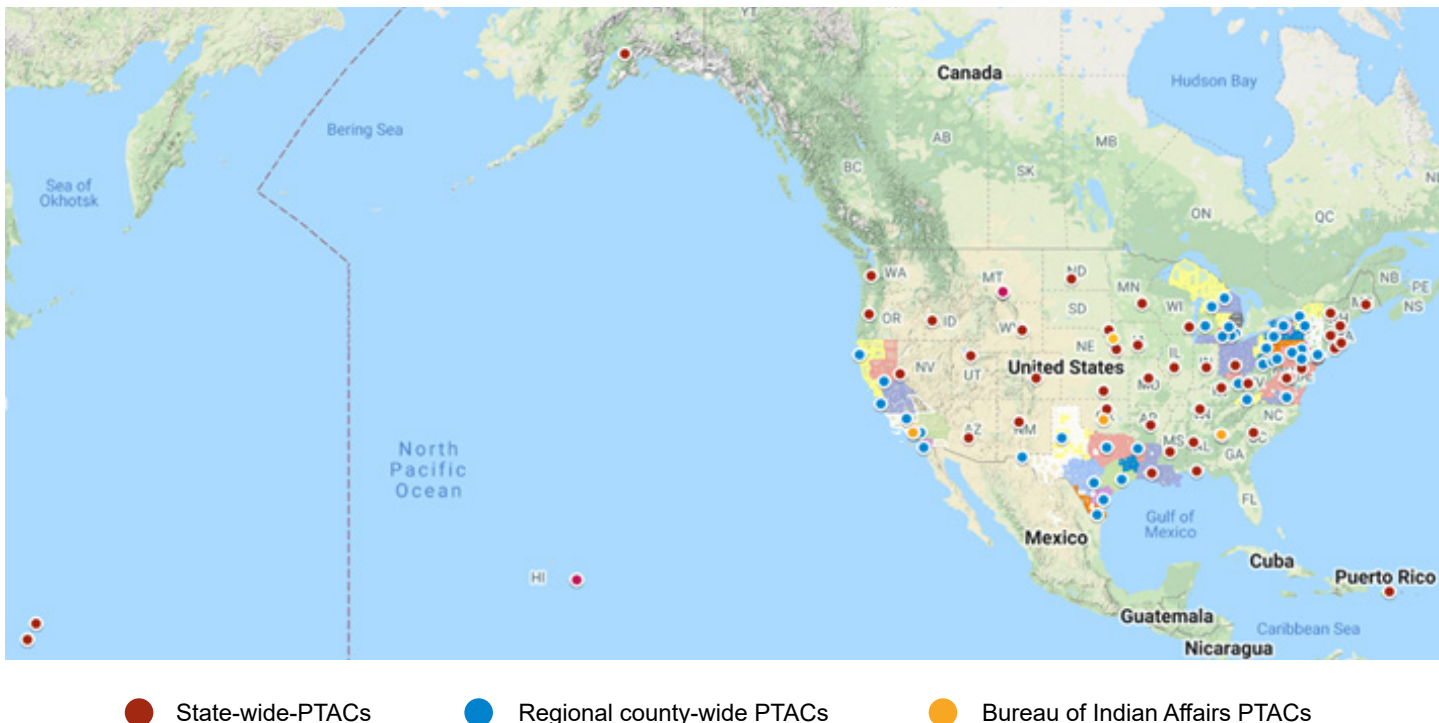 YT
Canada
Hudson Bay
Bering Sea
AB
MB
BC
SK
Sea of
Okhotsk
NL
ON
QC
WA
MT
ND
NB
PE
MN
NS
WI
SD
OR
ID
NE
United States
IL
NV
UT
NC
AZ
NM
MS
GA
North
Pacific
Ocean
FL
Gulf of
Mexico
Mexico
Cuba
HI
Puerto Rico
Guatemala
Caribbean Sea
Nicaragua
State-wide-PTACs
Regional county-wide PTACs
Bureau of Indian Affairs PTACs